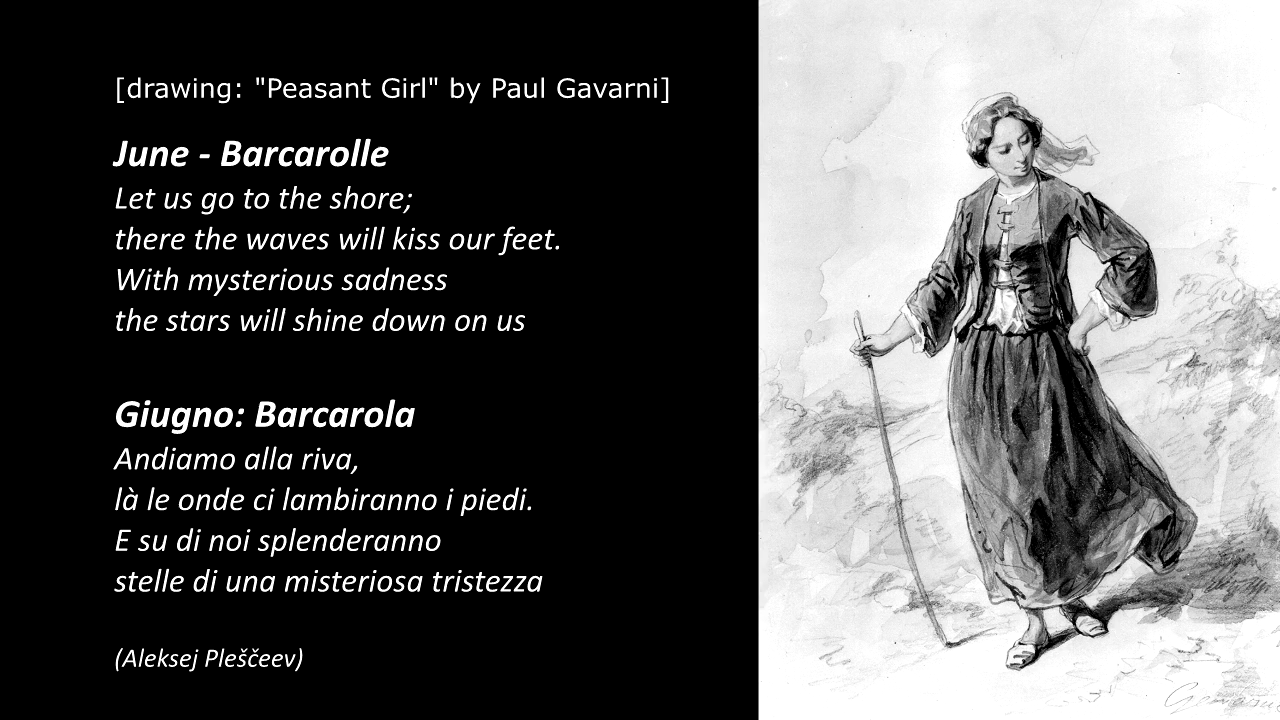 [drawing: "Peasant Girl" by Paul Gavarni]
June - Barcarolle
Let us go to the shore;
there the waves will kiss our feet.
With mysterious sadness
the stars will shine down on us
Giugno: Barcarola
Andiamo alla riva,
là le onde ci lambiranno i piedi.
E su di noi splenderanno
stelle di una misteriosa tristezza
(Aleksej Pleščeev)